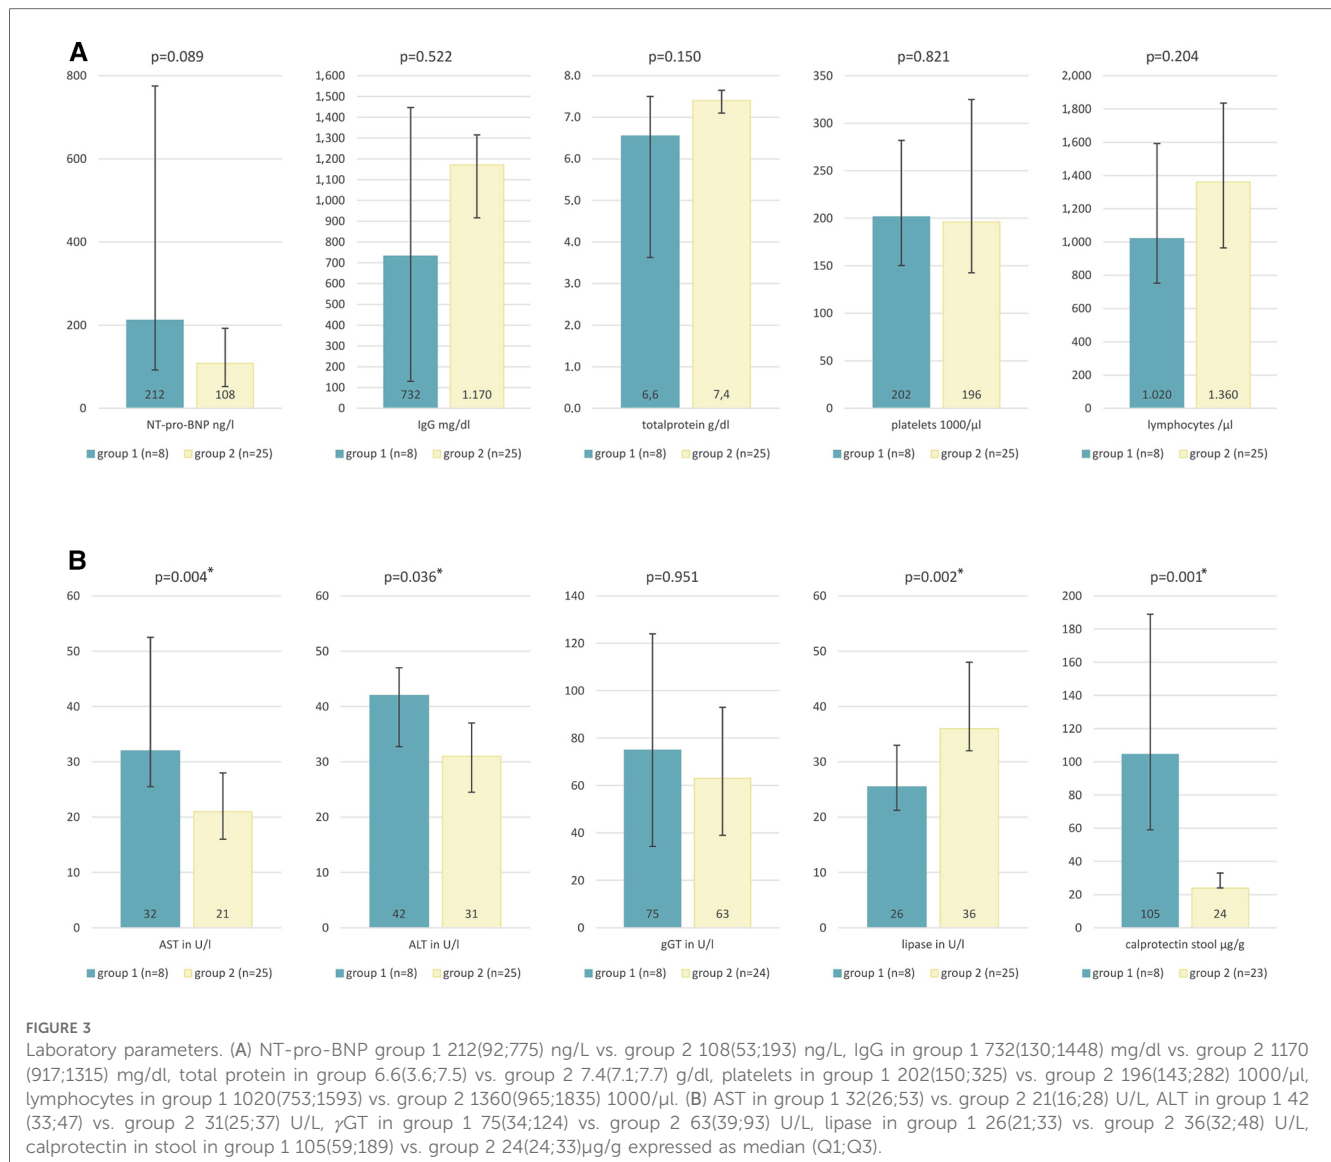 A
p=0.089
800
600
400
200
0
212
108
NT-pro-BNP ng/l
group 1 (n=8) group 2 (n=25)
p=0.522
1,600
1,500
1,400
1,300
1,200
1,100
1,000
900
800
700
600
500
400
300
200
100
0
732
1.170
IgG mg/dl
group 1 (n=8) group 2 (n=25)
p=0.150
8.0
7.0
6.0
5.0
4.0
3.0
2.0
1.0
0.0
6,6
7,4
totalprotein g/dl
group 1 (n=8) group 2 (n=25)
p=0.821
350
300
250
200
150
100
50
0
202
196
platelets 1000/µl
group 1 (n=8) group 2 (n=25)
p=0.204
2,000
1,800
1,600
1,400
1,200
1,000
800
600
400
200
0
1.020
1.360
lymphocytes /µl
group 1 (n=8) group 2 (n=25)
B
p=0.004*
60
50
40
30
20
10
0
32
21
AST in U/l
group 1 (n=8) group 2 (n=25)
p=0.036*
60
50
40
30
20
10
0
42
31
ALT in U/l
group 1 (n=8) group 2 (n=25)
p=0.951
140
120
100
80
60
40
20
0
75
63
gGT in U/l
group 1 (n=8) group 2 (n=24)
p=0.002*
60
50
40
30
20
10
0
26
36
lipase in U/l
group 1 (n=8) group 2 (n=25)
p=0.001*
200
180
160
140
120
100
80
60
40
20
0
105
24
calprotectin stool µg/g
group 1 (n=8) group 2 (n=23)
FIGURE 3
Laboratory parameters. (A) NT-pro-BNP group 1 212(92;775) ng/L vs. group 2 108(53;193) ng/L, IgG in group 1 732(130;1448) mg/dl vs. group 2 1170
(917;1315) mg/dl, total protein in group 6.6(3.6;7.5) vs. group 2 7.4(7.1;7.7) g/dl, platelets in group 1 202(150;325) vs. group 2 196(143;282) 1000/µl,
lymphocytes in group 1 1020(753;1593) vs. group 2 1360(965;1835) 1000/µl. (B) AST in group 1 32(26;53) vs. group 2 21(16;28) U/L, ALT in group 1 42
(33;47) vs. group 2 31(25;37) U/L, γGT in group 1 75(34;124) vs. group 2 63(39;93) U/L, lipase in group 1 26(21;33) vs. group 2 36(32;48) U/L,
calprotectin in stool in group 1 105(59;189) vs. group 2 24(24;33)µg/g expressed as median (Q1;Q3).